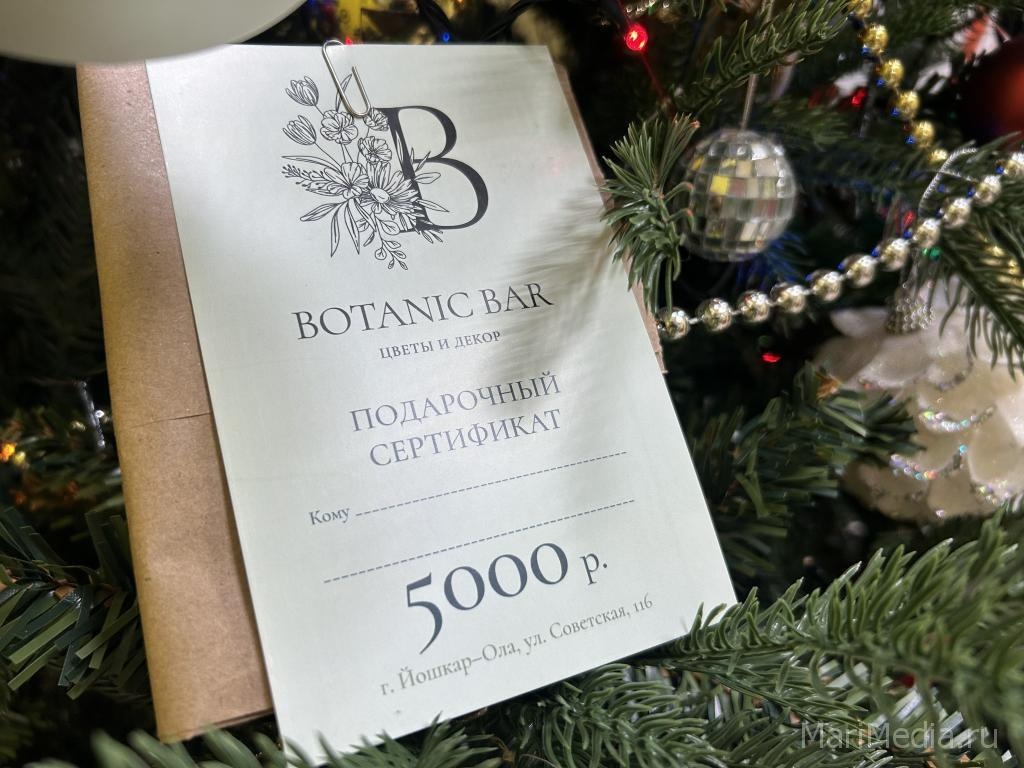 B
BOTANIC BAR
ЦВЕТЫ И ДЕКОР
ПОДАРОЧНЫЙ
СЕРТИФИКАТ
Кому
5000 р.
г. Йошкар–Ола, ул. Советская, 116
MariMedia.ru